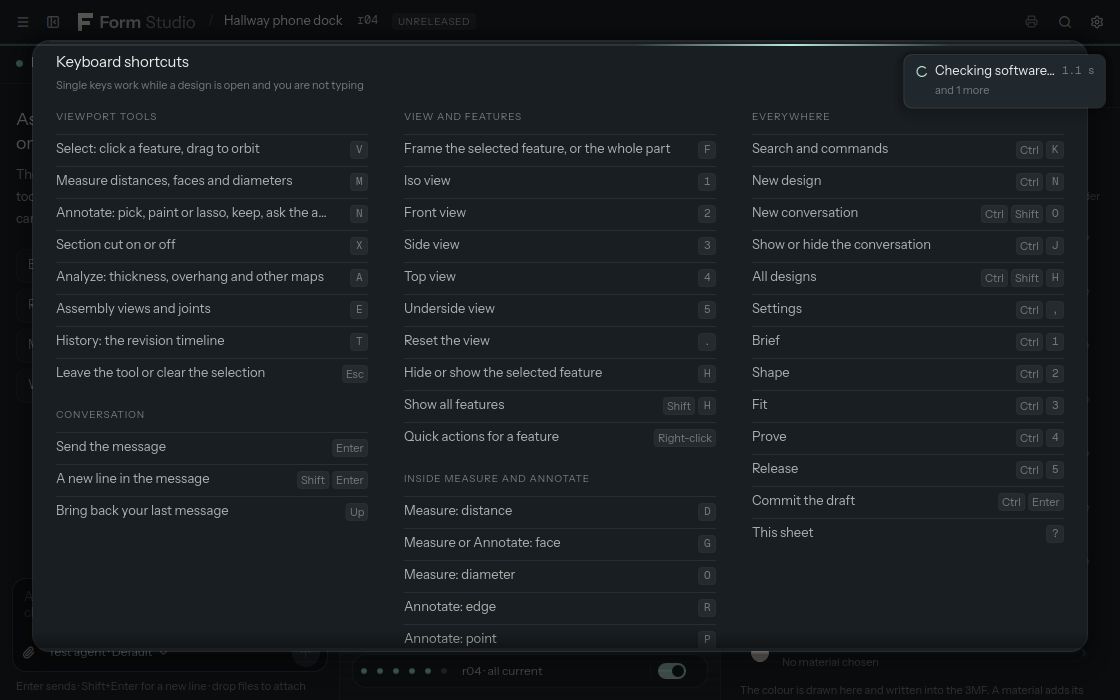 Form Studio / Hallway phone dock r04 UNRELEASED
Keyboard shortcuts
Single keys work while a design is open and you are not typing
Checking software… 1.1 s
and 1 more
VIEWPORT TOOLS
Select: click a feature, drag to orbit V
Measure distances, faces and diameters M
Annotate: pick, paint or lasso, keep, ask the a… N
Section cut on or off X
Analyze: thickness, overhang and other maps A
Assembly views and joints E
History: the revision timeline T
Leave the tool or clear the selection Esc
CONVERSATION
Send the message Enter
A new line in the message Shift Enter
Bring back your last message Up
VIEW AND FEATURES
Frame the selected feature, or the whole part F
Iso view 1
Front view 2
Side view 3
Top view 4
Underside view 5
Reset the view .
Hide or show the selected feature H
Show all features Shift H
Quick actions for a feature Right-click
INSIDE MEASURE AND ANNOTATE
Measure: distance D
Measure or Annotate: face G
Measure: diameter O
Annotate: edge R
Annotate: point P
EVERYWHERE
Search and commands Ctrl K
New design Ctrl N
New conversation Ctrl Shift O
Show or hide the conversation Ctrl J
All designs Ctrl Shift H
Settings Ctrl ,
Brief Ctrl 1
Shape Ctrl 2
Fit Ctrl 3
Prove Ctrl 4
Release Ctrl 5
Commit the draft Ctrl Enter
This sheet ?
Test agent · Default
Enter sends · Shift+Enter for a new line · drop files to attach
r04 · all current
No material chosen
The colour is drawn here and written into the 3MF. A material adds its